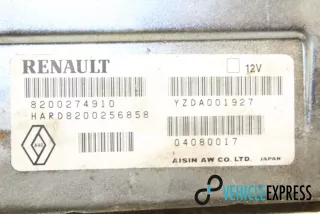 RENAULT
12V
8200274910
YZDA001927
HARD8200256858
04080017
AISIN AW CO. LTD. JAPAN
VEHICLE EXPRESS